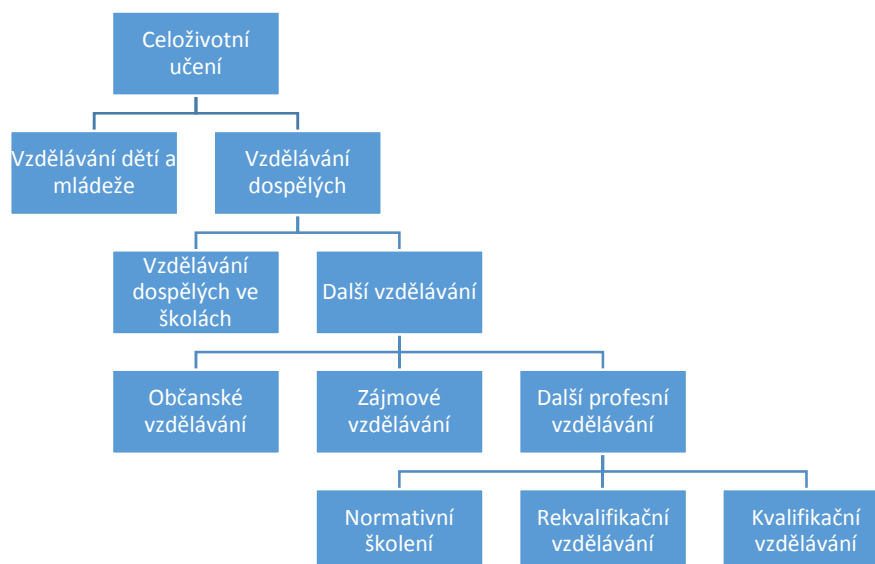 Celoživotní
učení
Vzdělávání dětí a
mládeže
Vzdělávání
dospělých
Vzdělávání
dospělých ve
školách
Další vzdělávání
Občanské
vzdělávání
Zájmové
vzdělávání
Další profesní
vzdělávání
Normativní
školení
Rekvalifikační
vzdělávání
Kvalifikační
vzdělávání